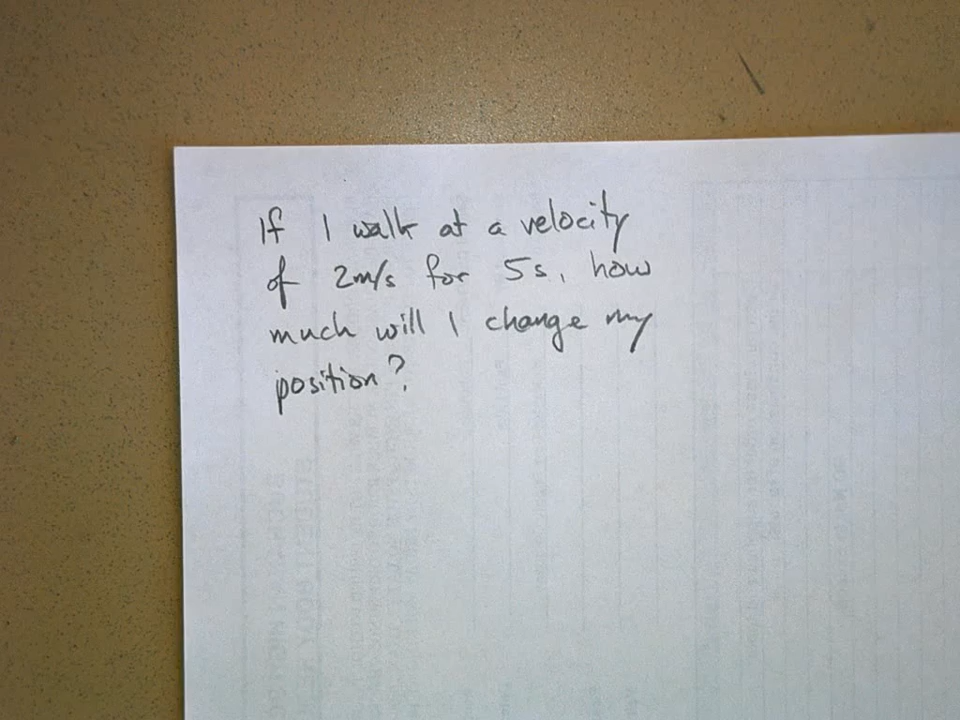 If I walk at a velocity
of 2m/s for 5s, how
much will I change my
position?